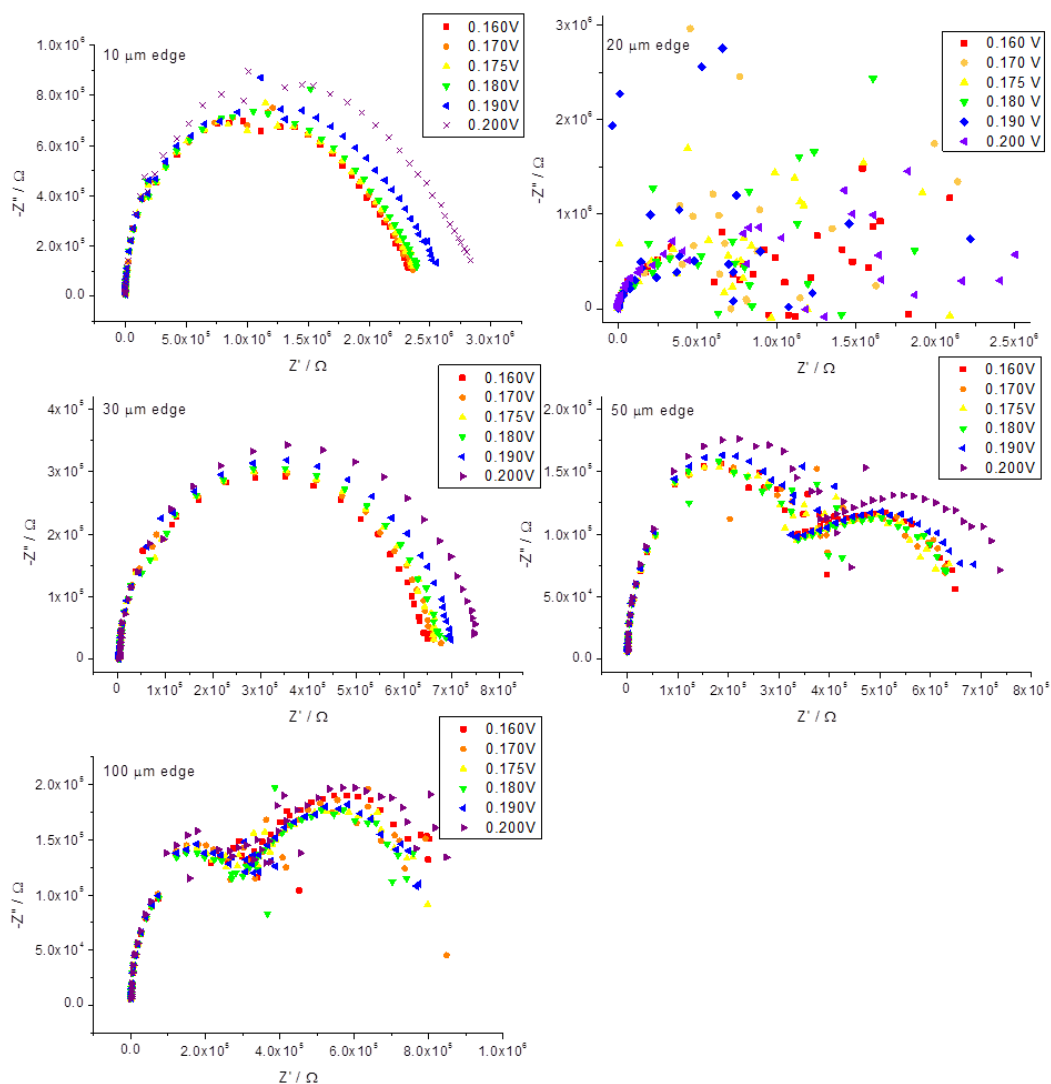 10 μm edge
0.160V
0.170V
0.175V
0.180V
0.190V
0.200V
1.0x10⁶
8.0x10⁵
6.0x10⁵
4.0x10⁵
2.0x10⁵
0.0
-Z" / Ω
0.0 5.0x10⁵ 1.0x10⁶ 1.5x10⁶ 2.0x10⁶ 2.5x10⁶ 3.0x10⁶
Z' / Ω
20 μm edge
0.160 V
0.170 V
0.175 V
0.180 V
0.190 V
0.200 V
3x10⁶
2x10⁶
1x10⁶
0
-Z" / Ω
0.0 5.0x10⁵ 1.0x10⁶ 1.5x10⁶ 2.0x10⁶ 2.5x10⁶
Z' / Ω
30 μm edge
0.160V
0.170V
0.175V
0.180V
0.190V
0.200V
4x10⁵
3x10⁵
2x10⁵
1x10⁵
0
-Z" / Ω
0 1x10⁵ 2x10⁵ 3x10⁵ 4x10⁵ 5x10⁵ 6x10⁵ 7x10⁵ 8x10⁵
Z' / Ω
50 μm edge
0.160V
0.170V
0.175V
0.180V
0.190V
0.200V
2.0x10⁵
1.5x10⁵
1.0x10⁵
5.0x10⁴
0.0
-Z" / Ω
0 1x10⁵ 2x10⁵ 3x10⁵ 4x10⁵ 5x10⁵ 6x10⁵ 7x10⁵ 8x10⁵
Z' / Ω
100 μm edge
0.160V
0.170V
0.175V
0.180V
0.190V
0.200V
2.0x10⁵
1.5x10⁵
1.0x10⁵
5.0x10⁴
0.0
-Z" / Ω
0.0 2.0x10⁵ 4.0x10⁵ 6.0x10⁵ 8.0x10⁵ 1.0x10⁶
Z' / Ω